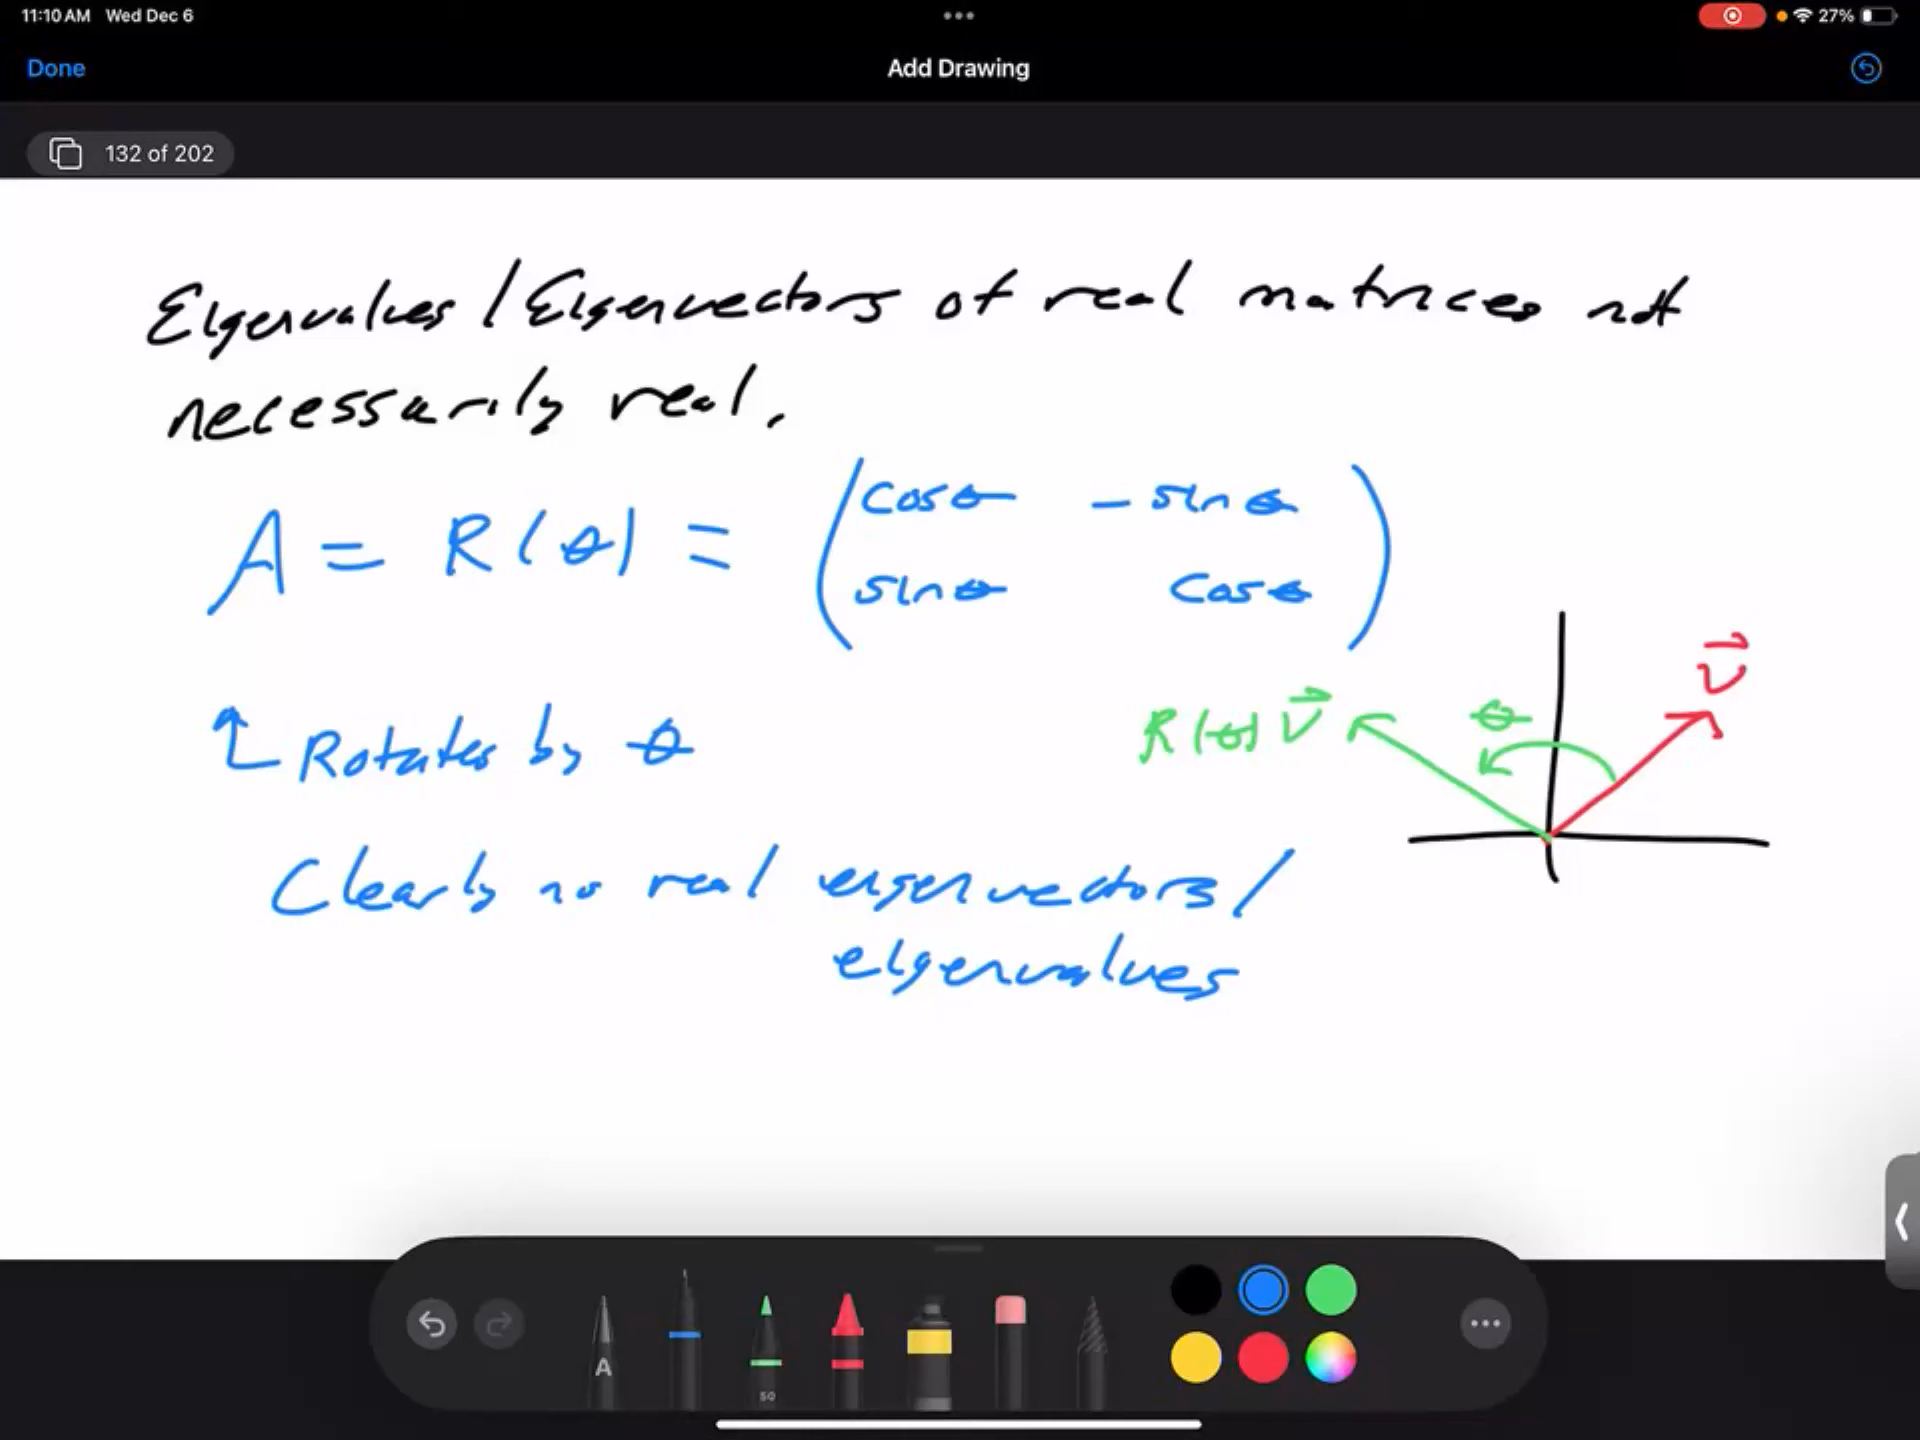 11:10 AM Wed Dec 6
27%
Done
Add Drawing
132 of 202
Eigenvalues / Eigenvectors of real matrices not
necessarily real.
A = R(θ) = ( cosθ - sinθ
sinθ cosθ )
v⃗
R(θ) v⃗ θ
Rotates by θ
Clearly no real eigenvectors /
eigenvalues
A
50